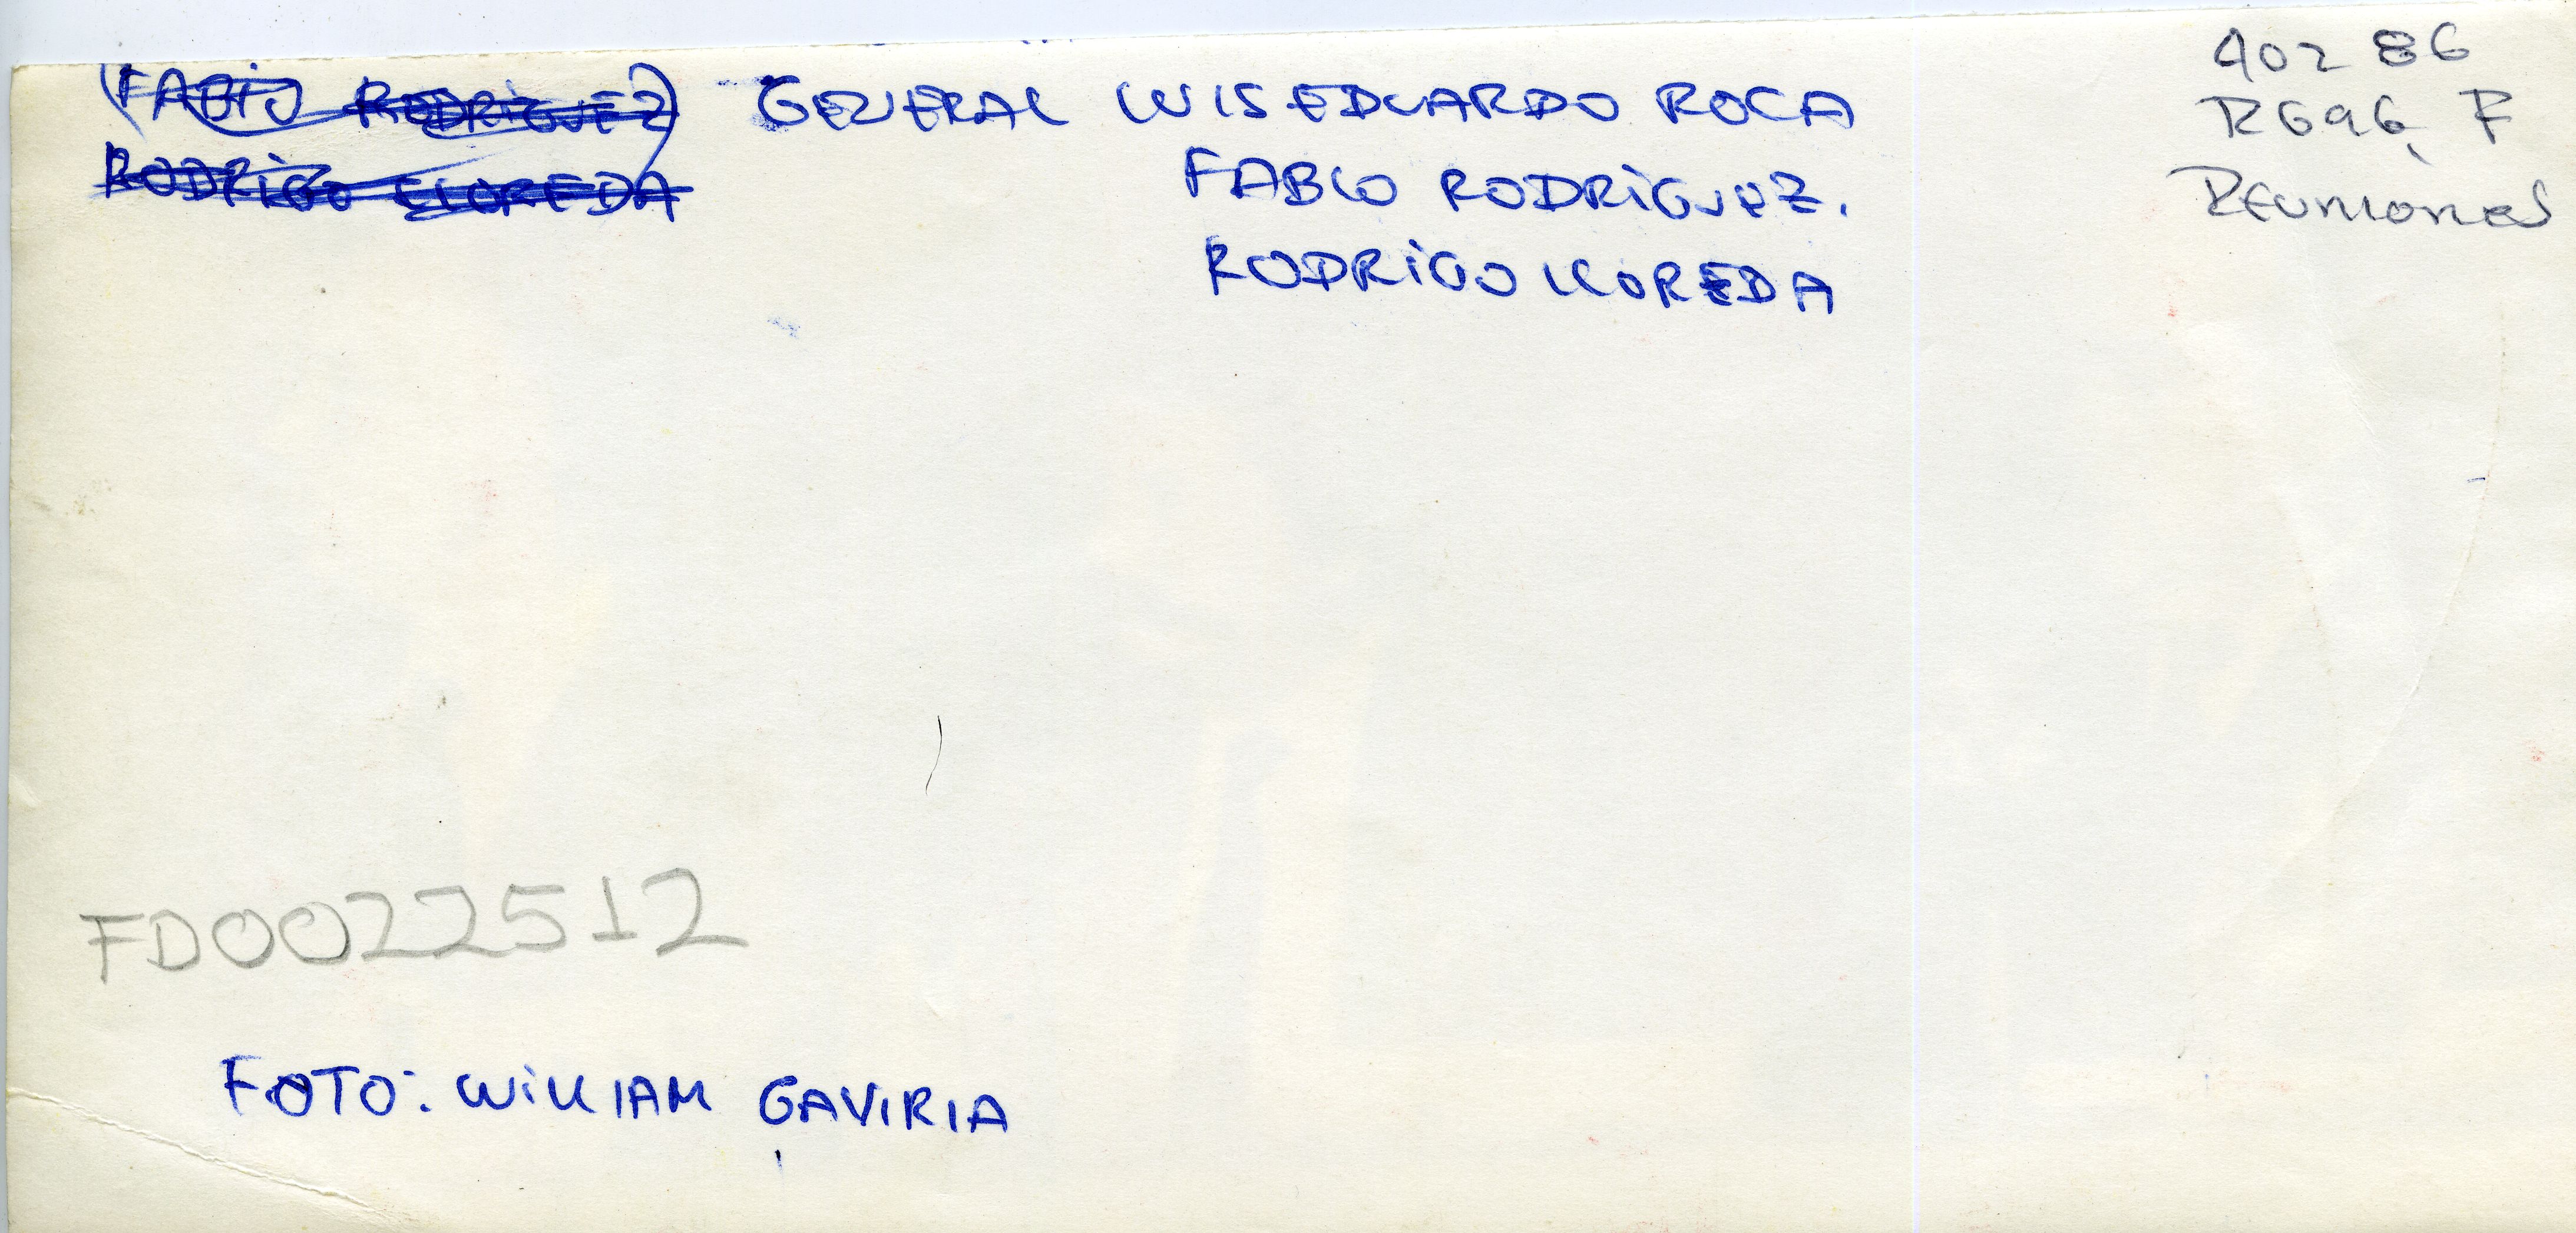 (FABIO RODRIGUEZ)
RODRIGO LLOREDA
GENERAL LUIS EDUARDO ROCA
FABIO RODRIGUEZ.
RODRIGO LLOREDA
40286
R696, F
REUNIONES
FD0022512
FOTO: WILLIAM GAVIRIA